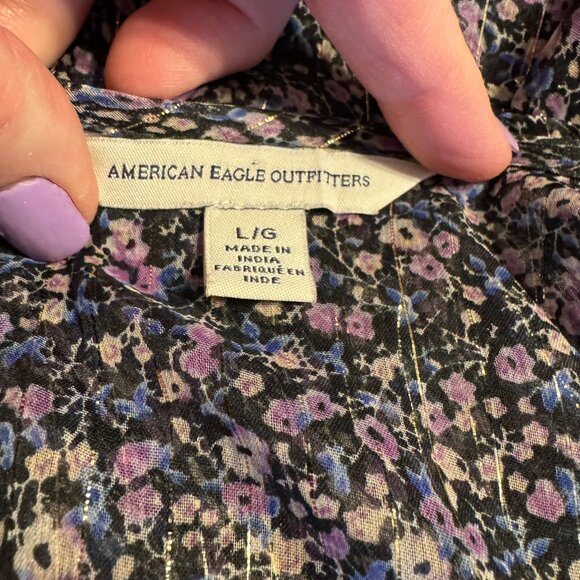 AMERICAN EAGLE OUTFITTERS
L/G
MADE IN
INDIA
FABRIQUÉ EN
INDE